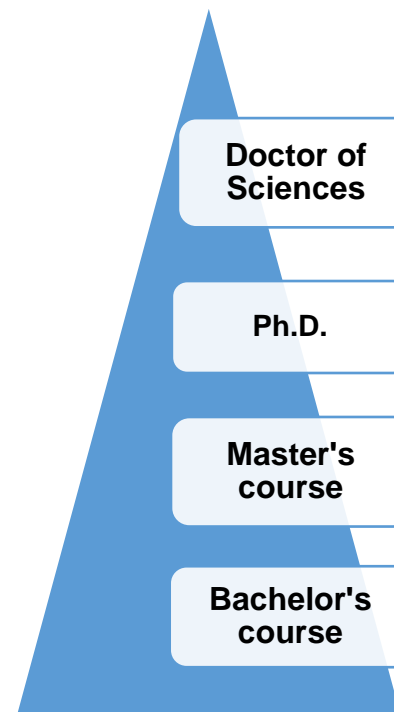 Doctor of
Sciences
Ph.D.
Master's
course
Bachelor's
course